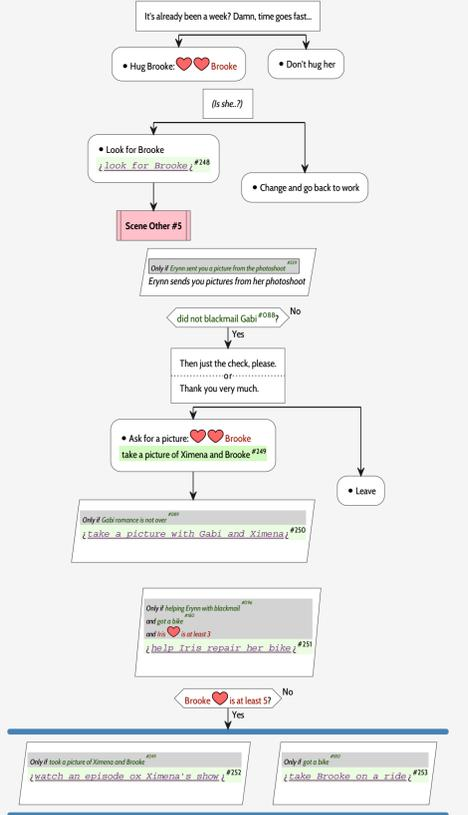 It's already been a week? Damn, time goes fast...
• Hug Brooke: Brooke
• Don't hug her
(Is she..?)
• Look for Brooke
¿look for Brooke¿ #248
• Change and go back to work
Scene Other #5
Only if Erynn sent you a picture from the photoshoot
Erynn sends you pictures from her photoshoot
did not blackmail Gabi #088?
No
Yes
Then just the check, please.
or
Thank you very much.
• Ask for a picture: Brooke
take a picture of Ximena and Brooke #249
• Leave
#089
Only if Gabi romance is not over
¿take a picture with Gabi and Ximena¿ #250
#096
Only if helping Erynn with blackmail
#160
and got a bike
and Iris is at least 3
¿help Iris repair her bike¿ #251
Brooke is at least 5?
No
Yes
#249
Only if took a picture of Ximena and Brooke
¿watch an episode ox Ximena's show¿ #252
Only if got a bike
¿take Brooke on a ride¿ #253